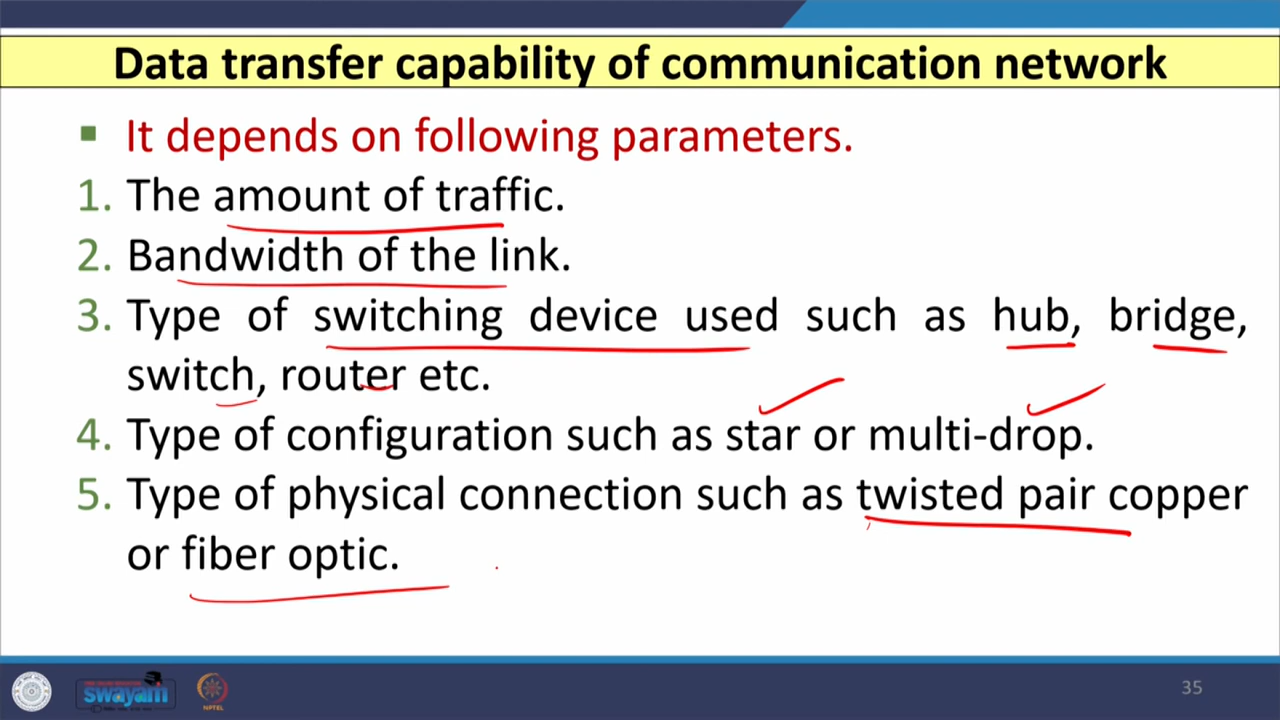 Data transfer capability of communication network
▪ It depends on following parameters.
1. The amount of traffic.
2. Bandwidth of the link.
3. Type of switching device used such as hub, bridge,
switch, router etc.
4. Type of configuration such as star or multi-drop.
5. Type of physical connection such as twisted pair copper
or fiber optic.
swayam
NPTEL
35